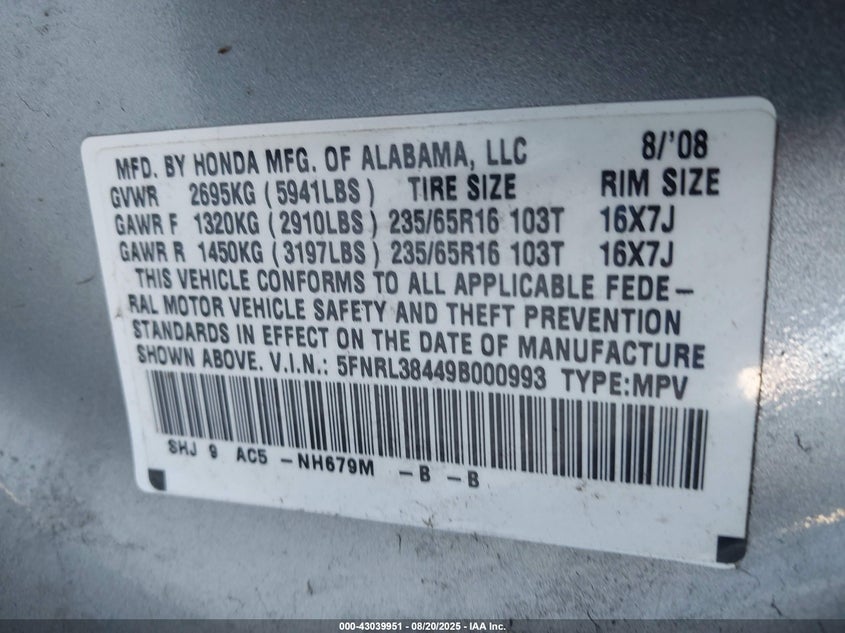 MFD. BY HONDA MFG. OF ALABAMA, LLC 8/'08
GVWR 2695KG (5941LBS) TIRE SIZE RIM SIZE
GAWR F 1320KG (2910LBS) 235/65R16 103T 16X7J
GAWR R 1450KG (3197LBS) 235/65R16 103T 16X7J
THIS VEHICLE CONFORMS TO ALL APPLICABLE FEDE-
RAL MOTOR VEHICLE SAFETY AND THEFT PREVENTION
STANDARDS IN EFFECT ON THE DATE OF MANUFACTURE
SHOWN ABOVE. V.I.N.: 5FNRL38449B000993 TYPE:MPV
SHJ 9 AC5 -NH679M -B -B
000-43039951 - 08/20/2025 - IAA Inc.